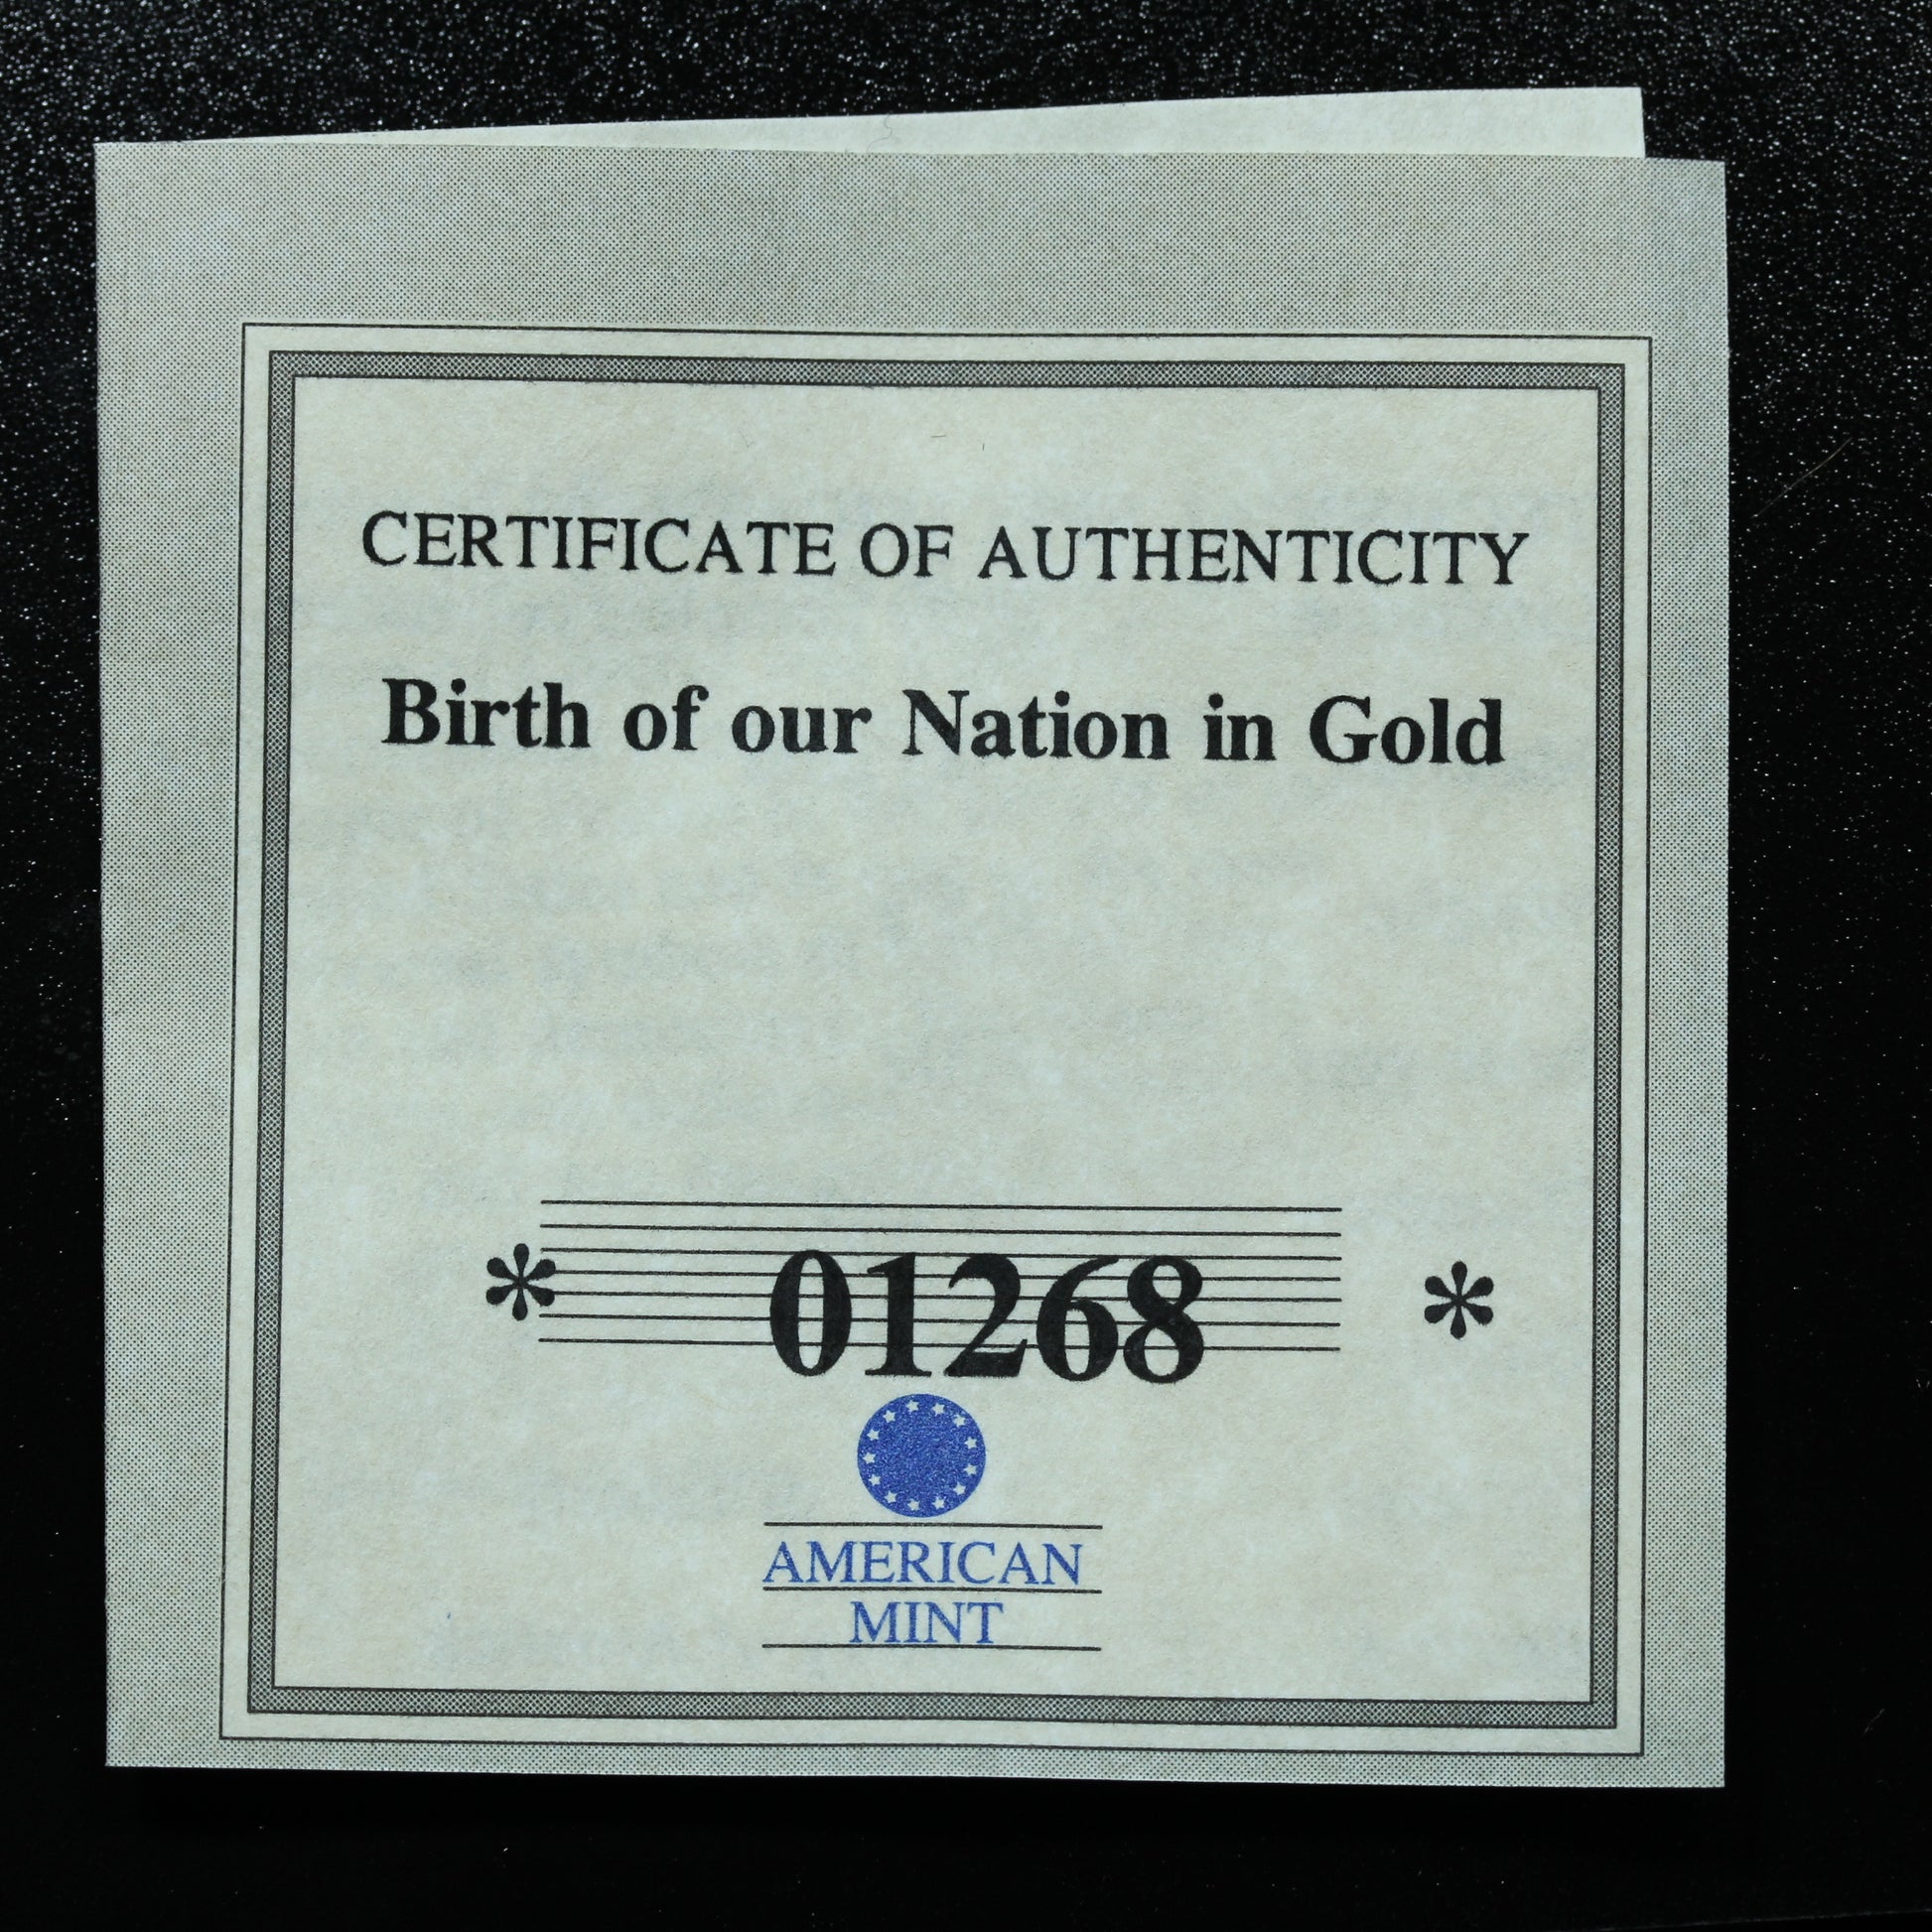 CERTIFICATE OF AUTHENTICITY
Birth of our Nation in Gold
* 01268 *
AMERICAN
MINT